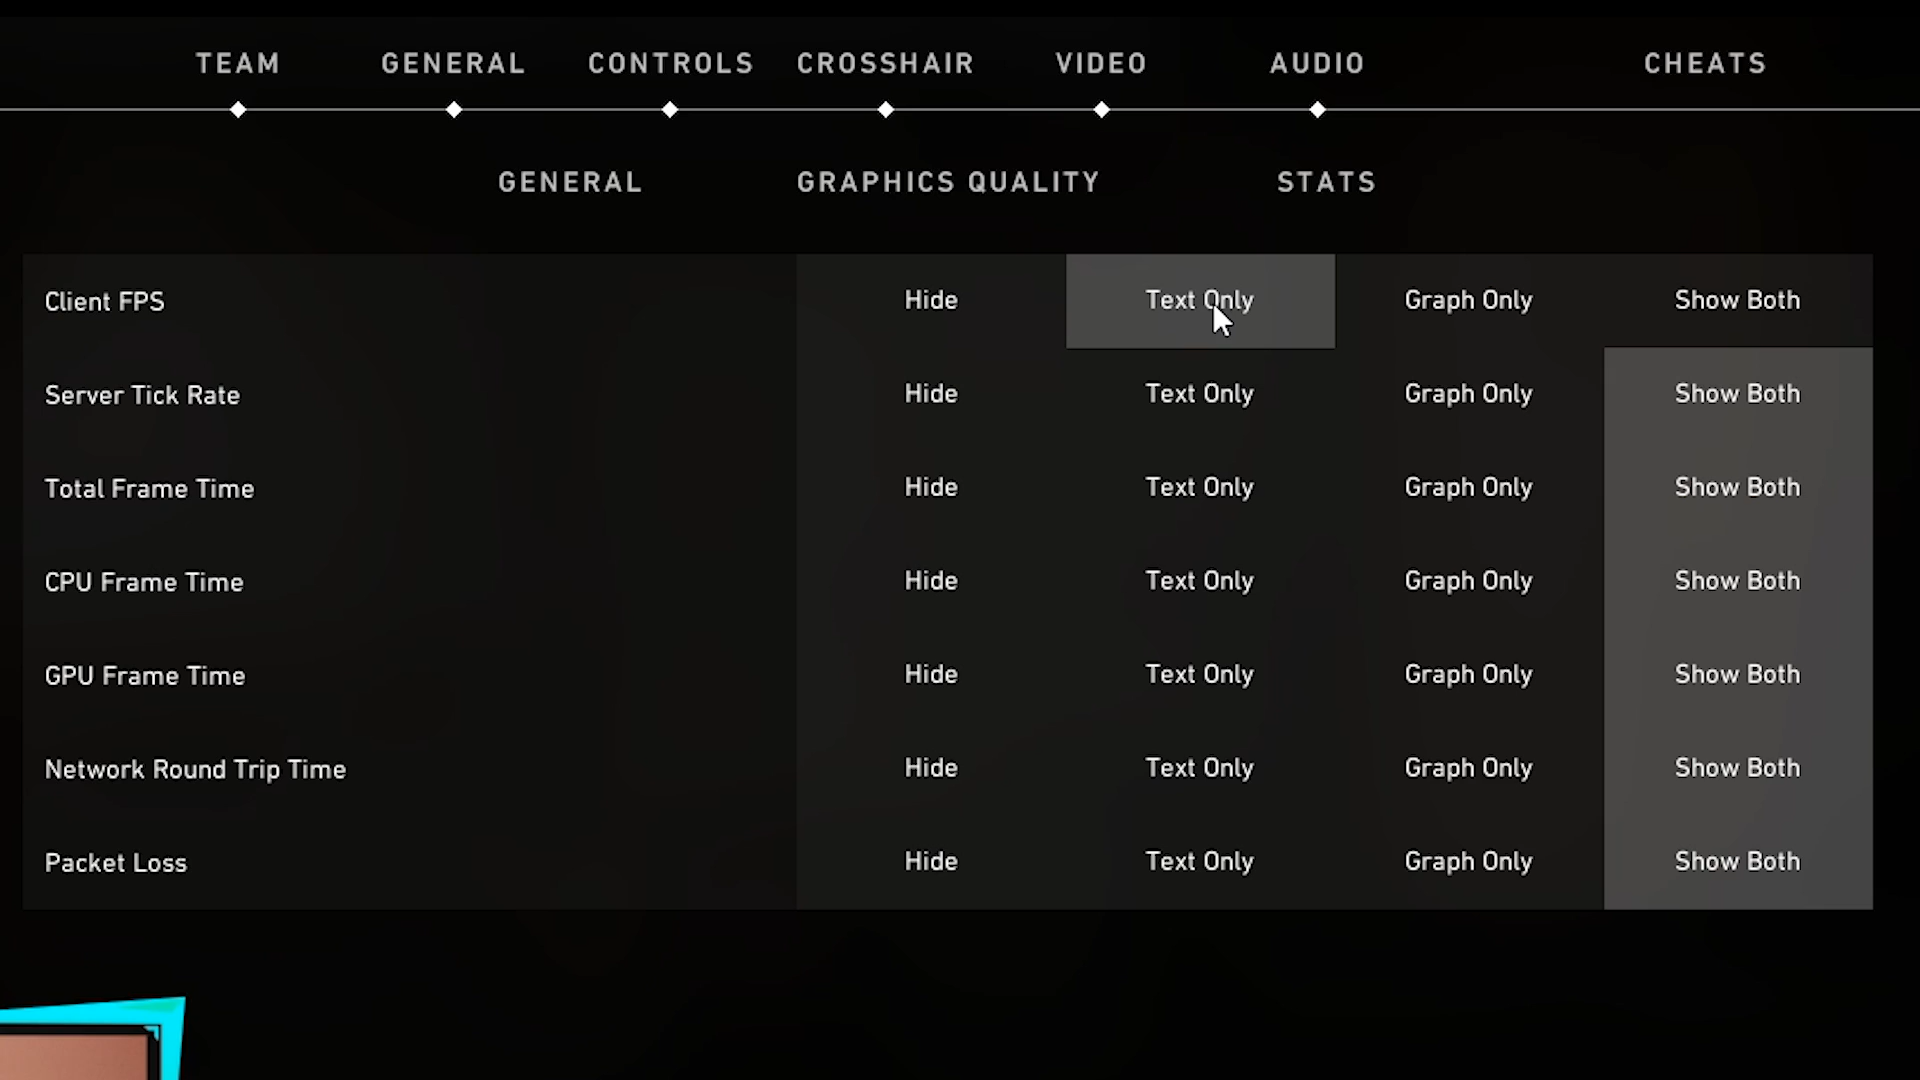 TEAM GENERAL CONTROLS CROSSHAIR VIDEO AUDIO CHEATS
GENERAL GRAPHICS QUALITY STATS
Client FPS Hide Text Only Graph Only Show Both
Server Tick Rate Hide Text Only Graph Only Show Both
Total Frame Time Hide Text Only Graph Only Show Both
CPU Frame Time Hide Text Only Graph Only Show Both
GPU Frame Time Hide Text Only Graph Only Show Both
Network Round Trip Time Hide Text Only Graph Only Show Both
Packet Loss Hide Text Only Graph Only Show Both